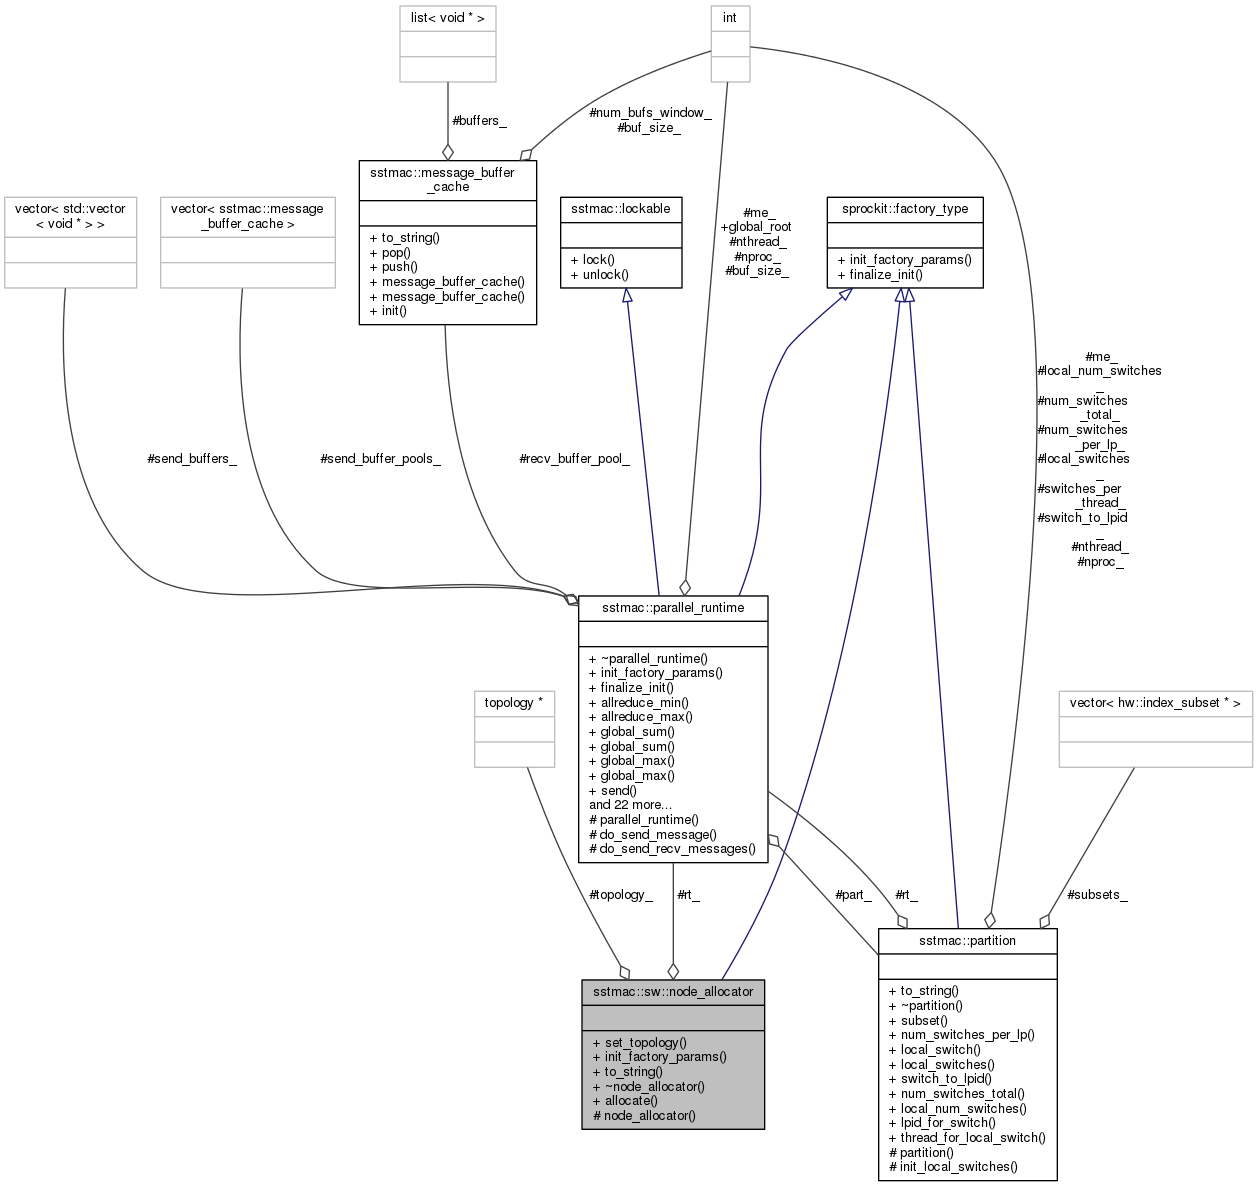 list< void * >
int
#buffers_
#num_bufs_window_
#buf_size_
sstmac::message_buffer
_cache
+ to_string()
+ pop()
+ push()
+ message_buffer_cache()
+ message_buffer_cache()
+ init()
vector< std::vector
< void * > >
vector< sstmac::message
_buffer_cache >
sstmac::lockable
+ lock()
+ unlock()
#me_
+global_root
#nthread_
#nproc_
#buf_size_
sprockit::factory_type
+ init_factory_params()
+ finalize_init()
#me_
#local_num_switches
_
#num_switches
_total_
#num_switches
_per_lp_
#local_switches
_
#switches_per
_thread_
#switch_to_lpid
_
#nthread_
#nproc_
#send_buffers_
#send_buffer_pools_
#recv_buffer_pool_
sstmac::parallel_runtime
+ ~parallel_runtime()
+ init_factory_params()
+ finalize_init()
+ allreduce_min()
+ allreduce_max()
+ global_sum()
+ global_sum()
+ global_max()
+ global_max()
+ send()
and 22 more...
# parallel_runtime()
# do_send_message()
# do_send_recv_messages()
topology *
vector< hw::index_subset * >
#topology_
#rt_
#part_
#rt_
#subsets_
sstmac::sw::node_allocator
+ set_topology()
+ init_factory_params()
+ to_string()
+ ~node_allocator()
+ allocate()
# node_allocator()
sstmac::partition
+ to_string()
+ ~partition()
+ subset()
+ num_switches_per_lp()
+ local_switch()
+ local_switches()
+ switch_to_lpid()
+ num_switches_total()
+ local_num_switches()
+ lpid_for_switch()
+ thread_for_local_switch()
# partition()
# init_local_switches()